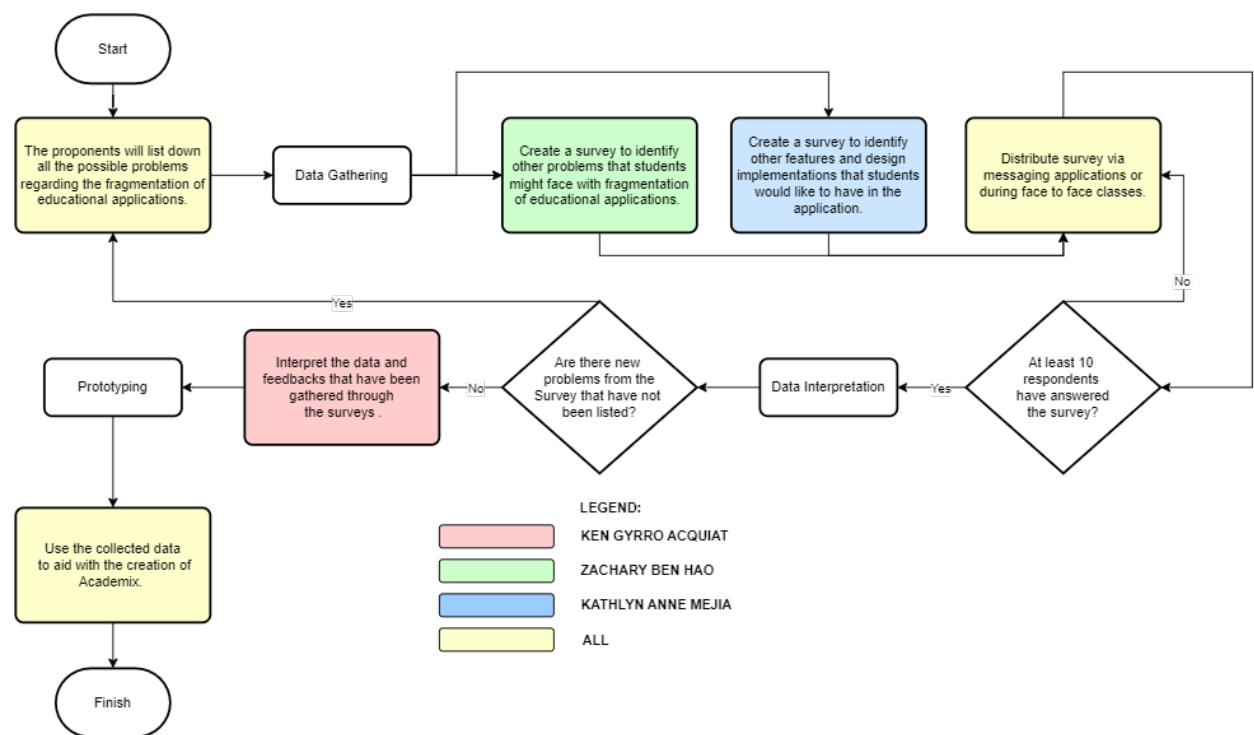 Start
The proponents will list down
all the possible problems
regarding the fragmentation of
educational applications.
Data Gathering
Create a survey to identify
other problems that students
might face with fragmentation
of educational applications.
Create a survey to identify
other features and design
implementations that students
would like to have in the
application.
Distribute survey via
messaging applications or
during face to face classes.
No
At least 10
respondents
have answered
the survey?
Yes
Data Interpretation
Are there new
problems from the
Survey that have not
been listed?
Yes
No
Interpret the data and
feedbacks that have been
gathered through
the surveys .
Prototyping
Use the collected data
to aid with the creation of
Academix.
Finish
LEGEND:
KEN GYRRO ACQUIAT
ZACHARY BEN HAO
KATHLYN ANNE MEJIA
ALL